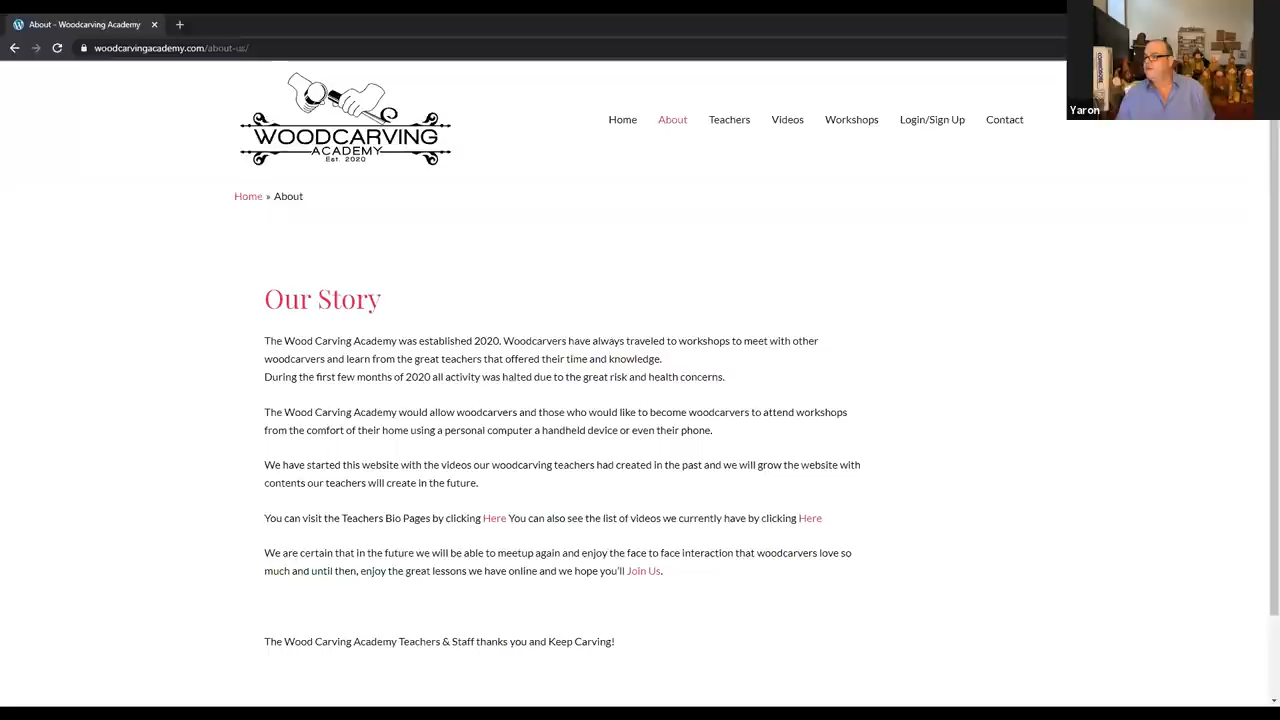 About - Woodcarving Academy
woodcarvingacademy.com/about-us/
Yaron
WOODCARVING
ACADEMY
Est. 2020
Home About Teachers Videos Workshops Login/Sign Up Contact
Home » About
Our Story
The Wood Carving Academy was established 2020. Woodcarvers have always traveled to workshops to meet with other
woodcarvers and learn from the great teachers that offered their time and knowledge.
During the first few months of 2020 all activity was halted due to the great risk and health concerns.
The Wood Carving Academy would allow woodcarvers and those who would like to become woodcarvers to attend workshops
from the comfort of their home using a personal computer a handheld device or even their phone.
We have started this website with the videos our woodcarving teachers had created in the past and we will grow the website with
contents our teachers will create in the future.
You can visit the Teachers Bio Pages by clicking Here You can also see the list of videos we currently have by clicking Here
We are certain that in the future we will be able to meetup again and enjoy the face to face interaction that woodcarvers love so
much and until then, enjoy the great lessons we have online and we hope you'll Join Us.
The Wood Carving Academy Teachers & Staff thanks you and Keep Carving!